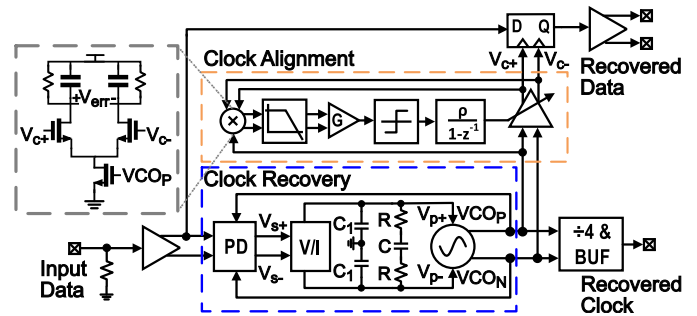 D Q
Clock Alignment
V_c+ V_c-
Recovered
Data
+V_err-
V_c+ V_c-
VCO_P
×
G
ρ
1-z^-1
Clock Recovery
PD
V_s+
V_s-
V/I
C_1
C_1
R
C
R
V_p+
V_p-
VCO_P
VCO_N
÷4 &
BUF
Input
Data
Recovered
Clock